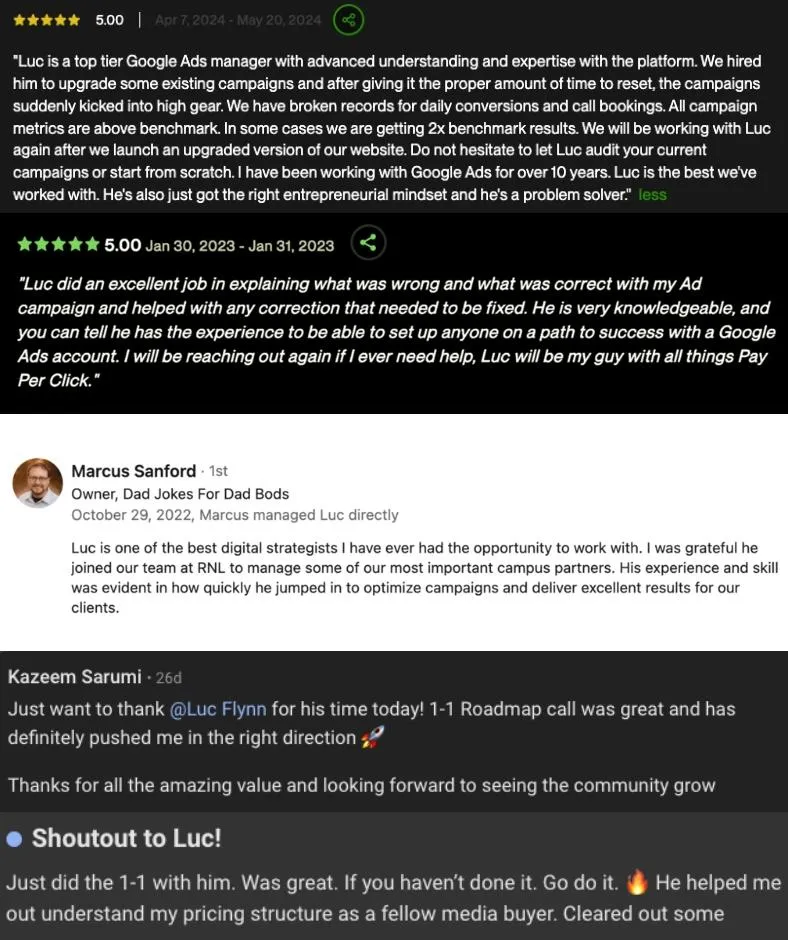 5.00 | Apr 7, 2024 - May 20, 2024
"Luc is a top tier Google Ads manager with advanced understanding and expertise with the platform. We hired
him to upgrade some existing campaigns and after giving it the proper amount of time to reset, the campaigns
suddenly kicked into high gear. We have broken records for daily conversions and call bookings. All campaign
metrics are above benchmark. In some cases we are getting 2x benchmark results. We will be working with Luc
again after we launch an upgraded version of our website. Do not hesitate to let Luc audit your current
campaigns or start from scratch. I have been working with Google Ads for over 10 years. Luc is the best we've
worked with. He's also just got the right entrepreneurial mindset and he's a problem solver." less
5.00 Jan 30, 2023 - Jan 31, 2023
"Luc did an excellent job in explaining what was wrong and what was correct with my Ad
campaign and helped with any correction that needed to be fixed. He is very knowledgeable, and
you can tell he has the experience to be able to set up anyone on a path to success with a Google
Ads account. I will be reaching out again if I ever need help, Luc will be my guy with all things Pay
Per Click."
Marcus Sanford · 1st
Owner, Dad Jokes For Dad Bods
October 29, 2022, Marcus managed Luc directly
Luc is one of the best digital strategists I have ever had the opportunity to work with. I was grateful he
joined our team at RNL to manage some of our most important campus partners. His experience and skill
was evident in how quickly he jumped in to optimize campaigns and deliver excellent results for our
clients.
Kazeem Sarumi · 26d
Just want to thank @Luc Flynn for his time today! 1-1 Roadmap call was great and has
definitely pushed me in the right direction 🚀
Thanks for all the amazing value and looking forward to seeing the community grow
Shoutout to Luc!
Just did the 1-1 with him. Was great. If you haven't done it. Go do it. 🔥 He helped me
out understand my pricing structure as a fellow media buyer. Cleared out some